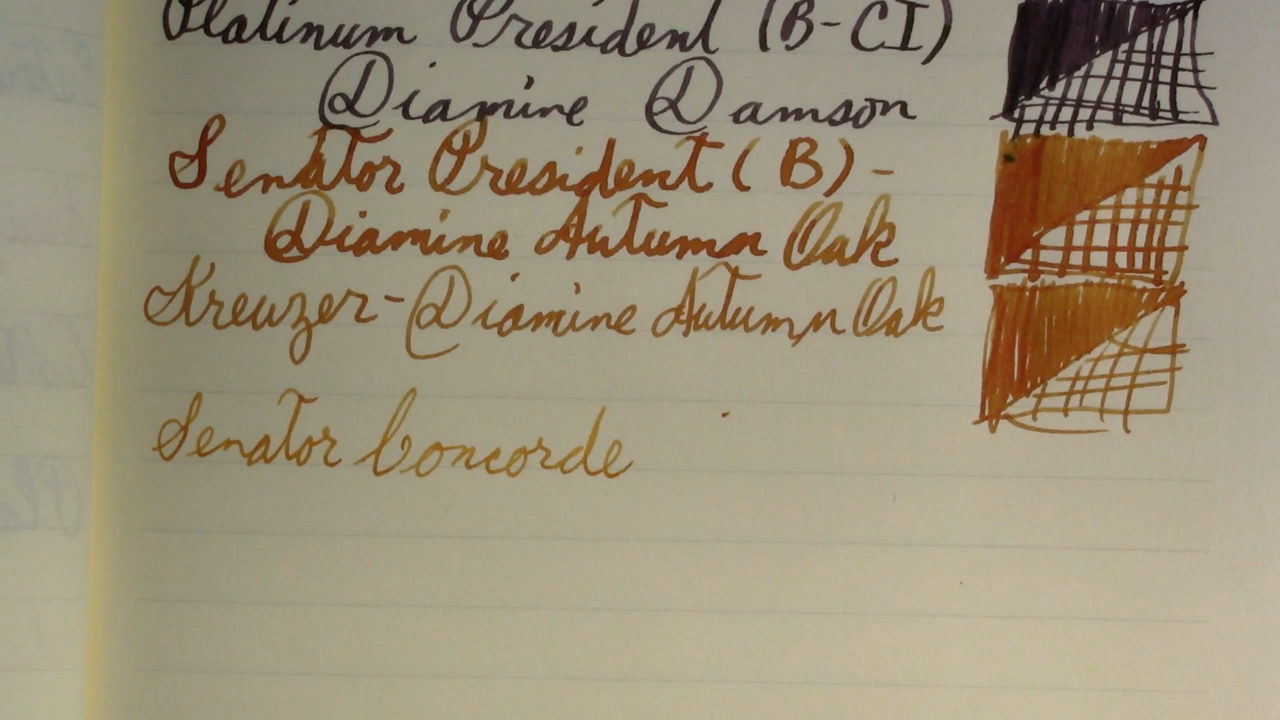 Platinum President (B-CI)
Diamine Damson
Senator President (B) -
Diamine Autumn Oak
Kreuzer - Diamine Autumn Oak
Senator Concorde